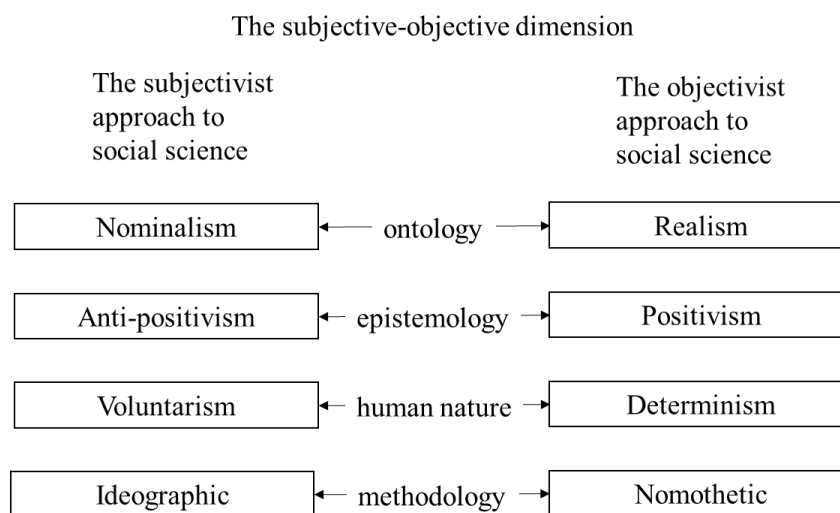 The subjective-objective dimension
The subjectivist
approach to
social science
The objectivist
approach to
social science
Nominalism
ontology
Realism
Anti-positivism
epistemology
Positivism
Voluntarism
human nature
Determinism
Ideographic
methodology
Nomothetic